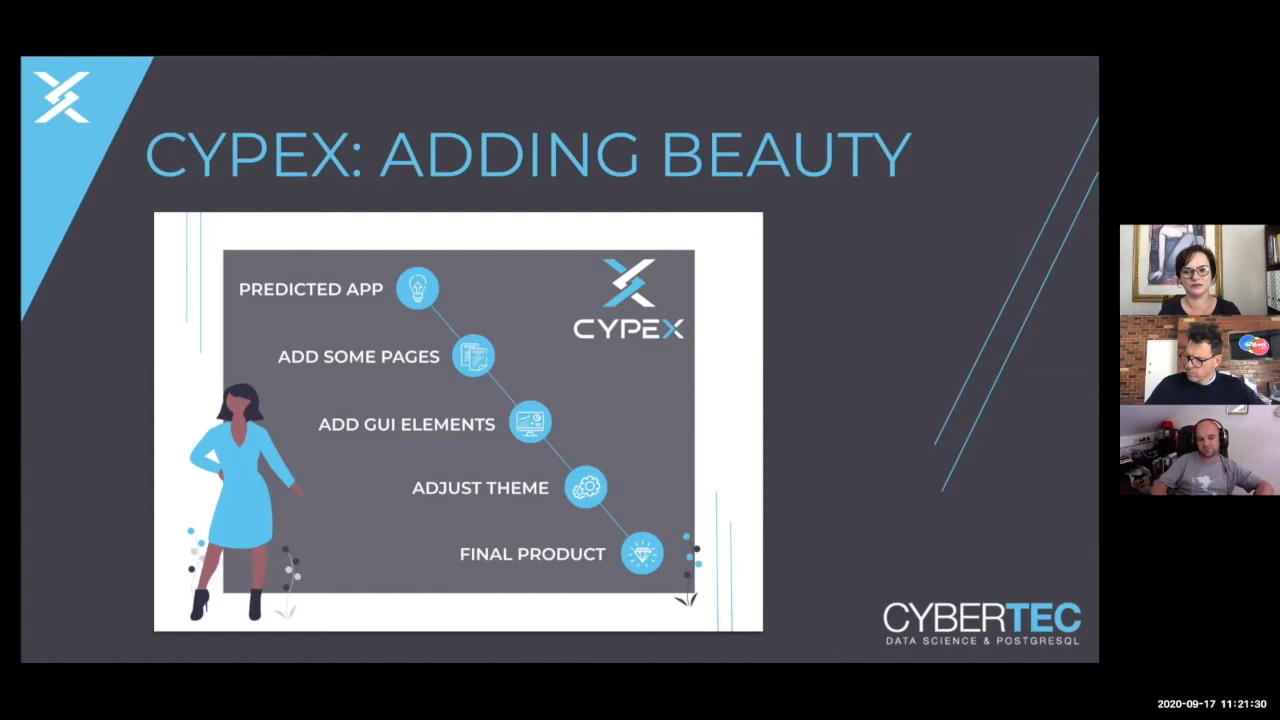 CYPEX: ADDING BEAUTY
PREDICTED APP
CYPEX
ADD SOME PAGES
ADD GUI ELEMENTS
ADJUST THEME
FINAL PRODUCT
CYBERTEC
DATA SCIENCE & POSTGRESQL
2020-09-17 11:21:30